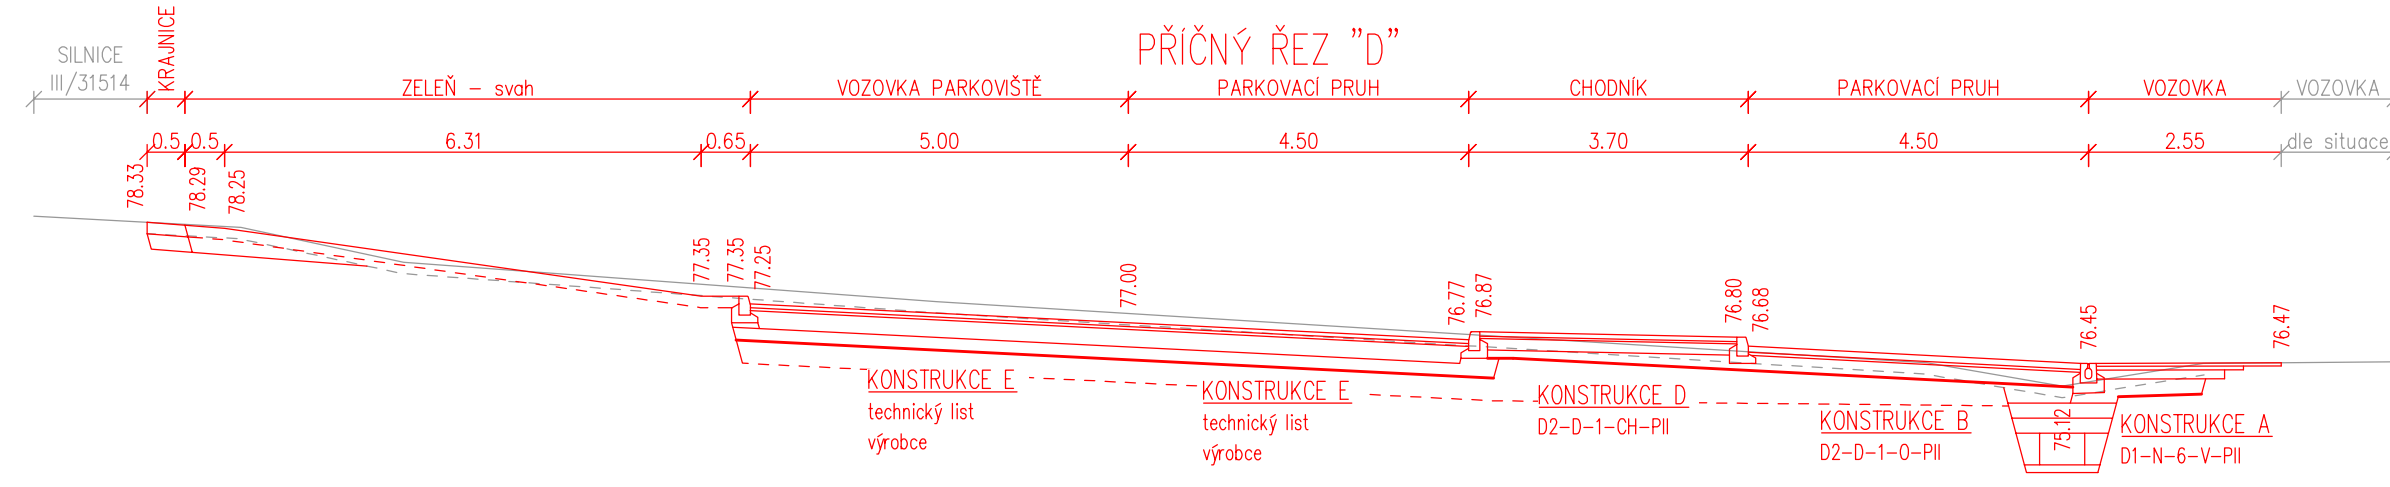 PŘÍČNÝ ŘEZ "D"
SILNICE
III/31514
KRAJNICE
ZELEŇ - svah
VOZOVKA PARKOVIŠTĚ
PARKOVACÍ PRUH
CHODNÍK
PARKOVACÍ PRUH
VOZOVKA
VOZOVKA
0.5
0.5
6.31
0.65
5.00
4.50
3.70
4.50
2.55
dle situace
78.33
78.29
78.25
77.35
77.35
77.25
77.00
76.77
76.87
76.80
76.68
76.45
76.47
KONSTRUKCE E
technický list
výrobce
KONSTRUKCE E
technický list
výrobce
KONSTRUKCE D
D2-D-1-CH-PII
KONSTRUKCE B
D2-D-1-O-PII
75.12
KONSTRUKCE A
D1-N-6-V-PII